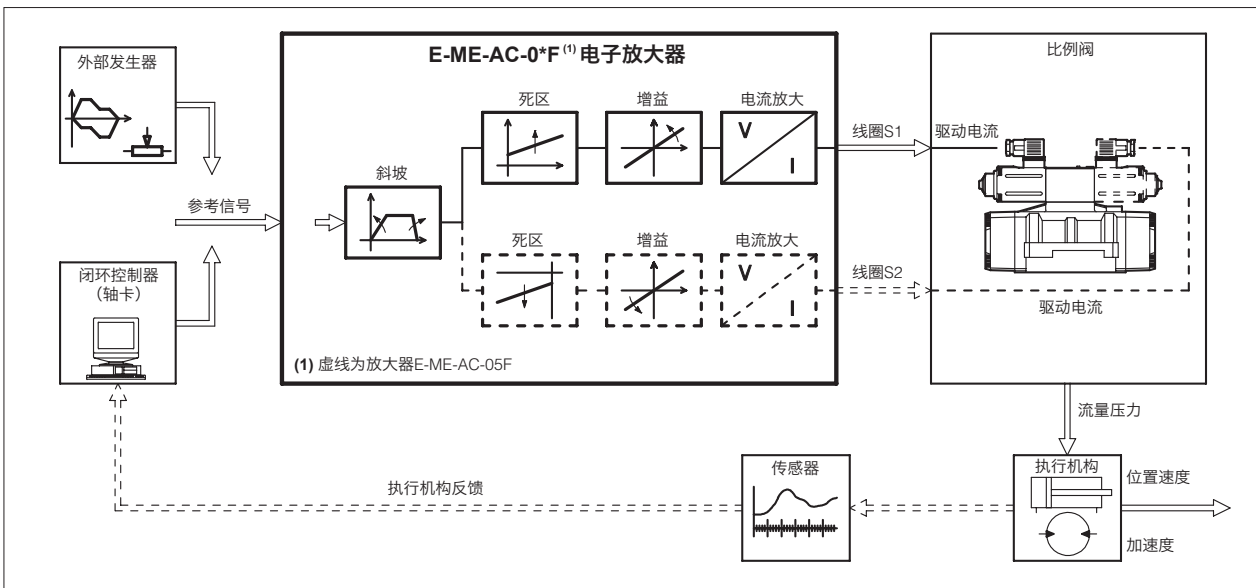 外部发生器
E-ME-AC-0*F (1) 电子放大器
比例阀
死区
增益
电流放大
V
I
线圈S1
驱动电流
斜坡
参考信号
闭环控制器
（轴卡）
死区
增益
电流放大
V
I
线圈S2
驱动电流
(1) 虚线为放大器E-ME-AC-05F
流量压力
传感器
执行机构
位置速度
执行机构反馈
加速度